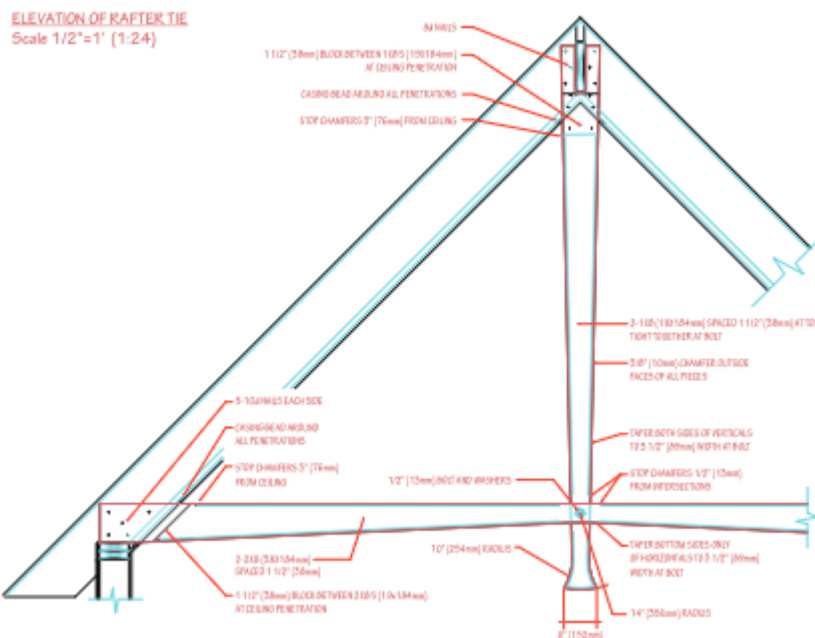 ELEVATION OF RAFTER TIE
Scale 1/2"=1' (1:24)
8d NAILS
1 1/2" (38mm) BLOCK BETWEEN 1X8'S [19X184mm]
AT CEILING PENETRATION
CASING BEAD AROUND ALL PENETRATIONS
STOP CHAMFERS 3" [76mm] FROM CEILING
2-1X8 (19X184mm) SPACED 1 1/2" (38mm) AT TO
TIGHT TOGETHER AT BOLT
3/8" (10mm) CHAMFER OUTSIDE
FACES OF ALL PIECES
5-10d NAILS EACH SIDE
CASING BEAD AROUND
ALL PENETRATIONS
TAPER BOTH SIDES OF VERTICALS
TO 3 1/2" (89mm) WIDTH AT BOLT
STOP CHAMFERS 3" [76mm]
FROM CEILING
1/2" (13mm) BOLT AND WASHERS
STOP CHAMFERS 1/2" (13mm)
FROM INTERSECTIONS
TAPER BOTTOM SIDES ONLY
OF HORIZONTALS TO 3 1/2" (89mm)
WIDTH AT BOLT
10" (254mm) RADIUS
2-2X8 (38X184mm)
SPACED 1 1/2" (38mm)
1 1/2" (38mm) BLOCK BETWEEN 2X8'S [19x184mm]
AT CEILING PENETRATION
14" (356mm) RADIUS
6" [152mm]